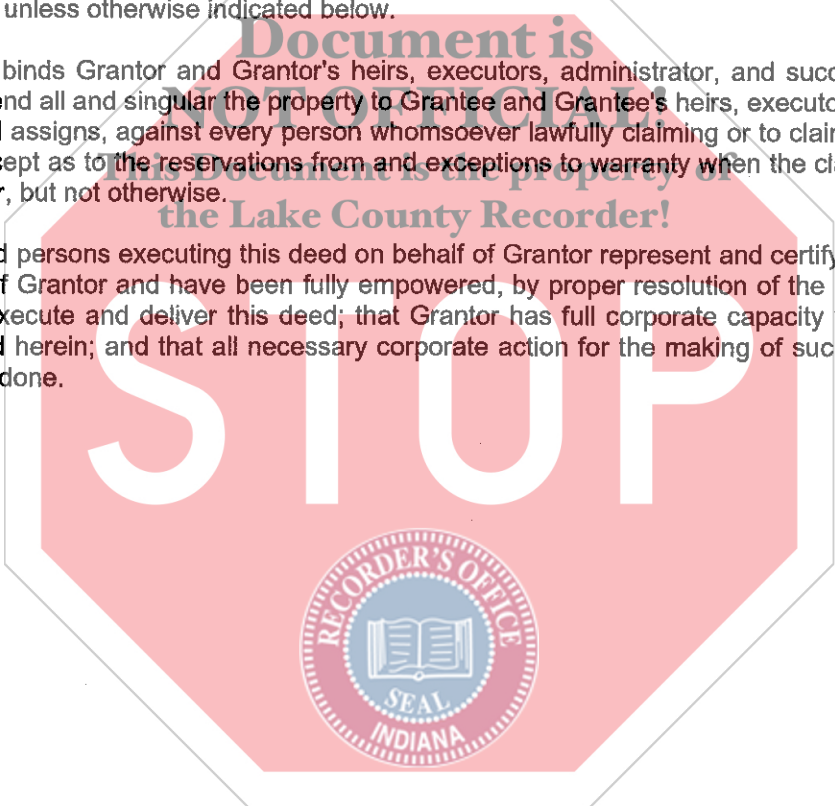 unless otherwise indicated below.
Document is
binds Grantor and Grantor's heirs, executors, administrator, and succ
NOT OFFICIAL!
nd all and singular the property to Grantee and Grantee's heirs, executo
assigns, against every person whomsoever lawfully claiming or to clain
This Document is the property of
cept as to the reservations from and exceptions to warranty when the cla
r, but not otherwise.
the Lake County Recorder!
d persons executing this deed on behalf of Grantor represent and certify
f Grantor and have been fully empowered, by proper resolution of the
xecute and deliver this deed; that Grantor has full corporate capacity
d herein; and that all necessary corporate action for the making of suc
done.
STOP
RECORDER'S OFFICE
SEAL
INDIANA